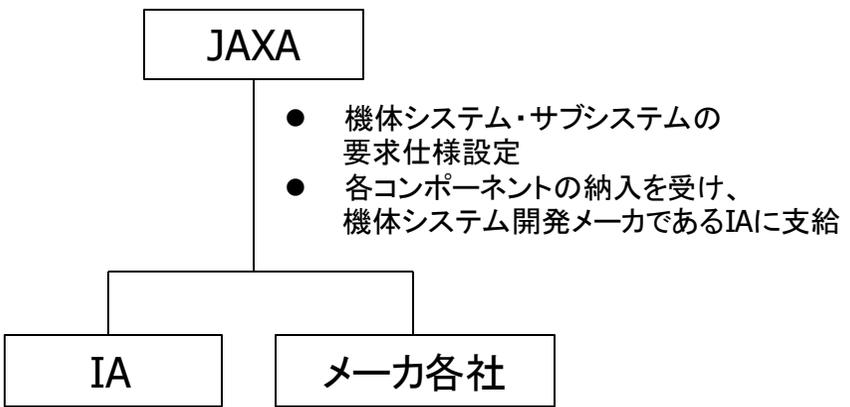 JAXA
● 機体システム・サブシステムの
要求仕様設定
● 各コンポーネントの納入を受け、
機体システム開発メーカであるIAに支給
IA
メーカ各社